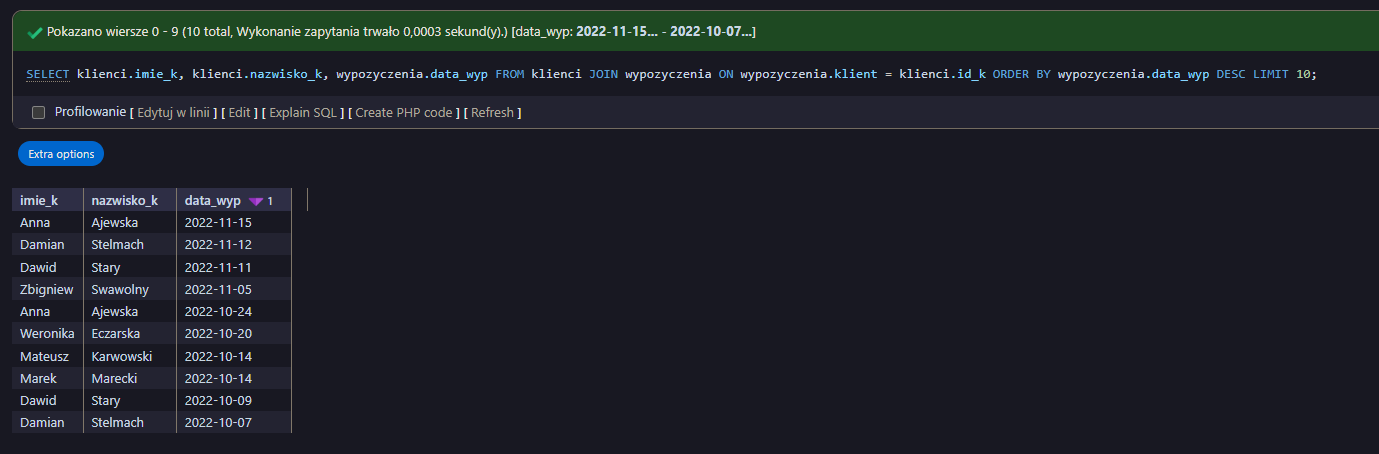 Pokazano wiersze 0 - 9 (10 total, Wykonanie zapytania trwało 0,0003 sekund(y).) [data_wyp: 2022-11-15... - 2022-10-07...]
SELECT klienci.imie_k, klienci.nazwisko_k, wypozyczenia.data_wyp FROM klienci JOIN wypozyczenia ON wypozyczenia.klient = klienci.id_k ORDER BY wypozyczenia.data_wyp DESC LIMIT 10;
Profilowanie [ Edytuj w linii ] [ Edit ] [ Explain SQL ] [ Create PHP code ] [ Refresh ]
Extra options
imie_k nazwisko_k data_wyp 1
Anna Ajewska 2022-11-15
Damian Stelmach 2022-11-12
Dawid Stary 2022-11-11
Zbigniew Swawolny 2022-11-05
Anna Ajewska 2022-10-24
Weronika Eczarska 2022-10-20
Mateusz Karwowski 2022-10-14
Marek Marecki 2022-10-14
Dawid Stary 2022-10-09
Damian Stelmach 2022-10-07